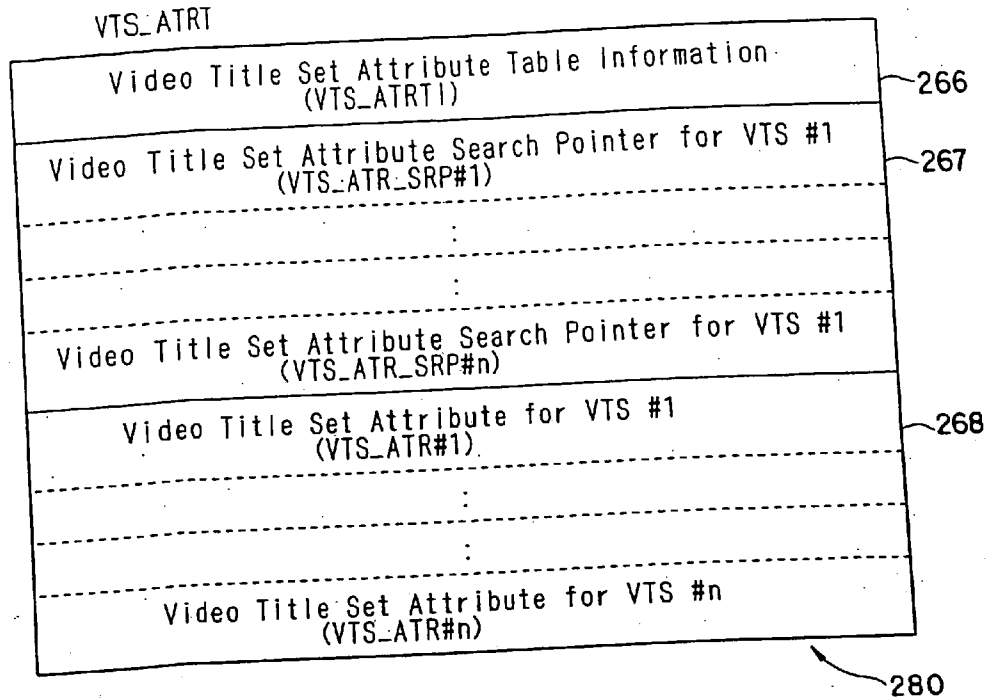 VTS_ATRT
Video Title Set Attribute Table Information
(VTS_ATRTI)
266
Video Title Set Attribute Search Pointer for VTS #1
(VTS_ATR_SRP#1)
267
:
:
Video Title Set Attribute Search Pointer for VTS #1
(VTS_ATR_SRP#n)
Video Title Set Attribute for VTS #1
(VTS_ATR#1)
268
:
:
Video Title Set Attribute for VTS #n
(VTS_ATR#n)
280